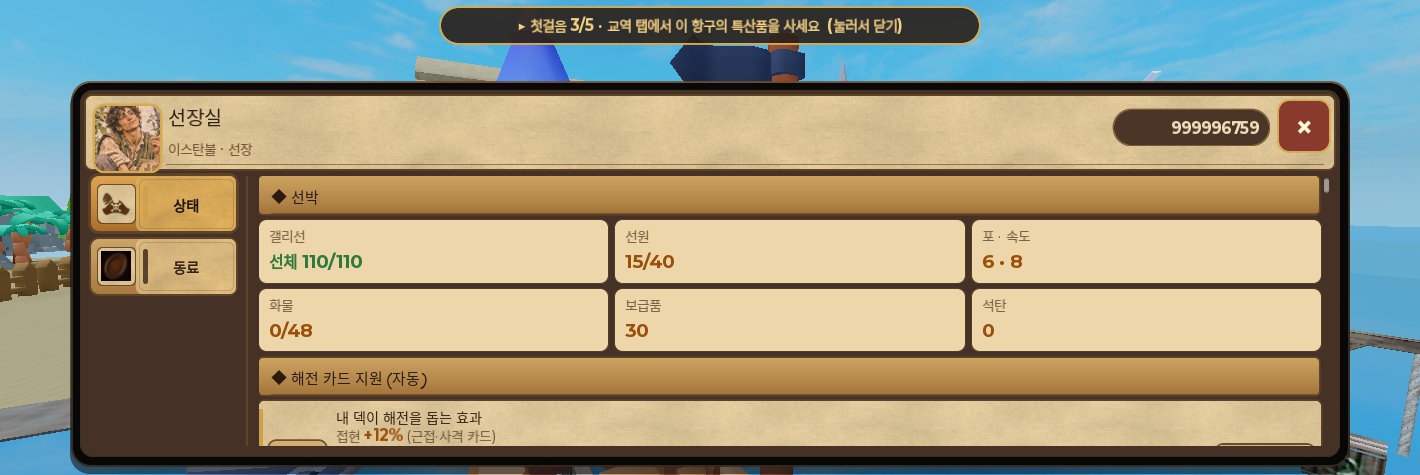 ▸ 첫걸음 3/5 · 교역 탭에서 이 항구의 특산품을 사세요 (눌러서 닫기)
선장실
999996759
×
이스탄불 · 선장
상태
동료
◆ 선박
갤리선
선체 110/110
선원
15/40
포 · 속도
6 · 8
화물
0/48
보급품
30
석탄
0
◆ 해전 카드 지원 (자동)
내 덱이 해전을 돕는 효과
접현 +12% (근접·사격 카드)